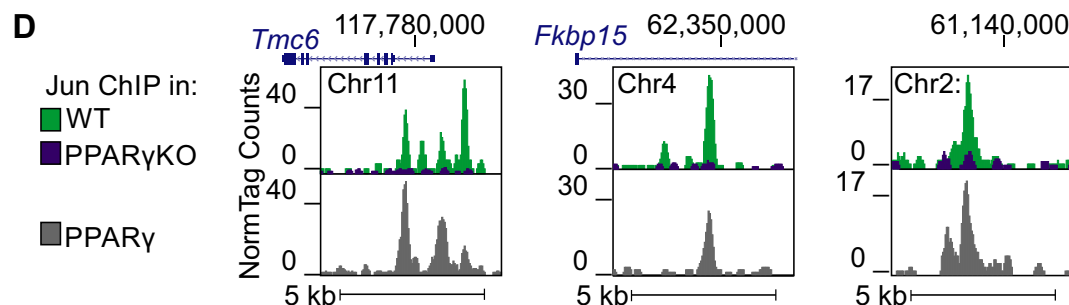 D
117,780,000
62,350,000
61,140,000
Tmc6
Fkbp15
Jun ChIP in:
WT
PPARγKO
PPARγ
NormTag Counts
Chr11
40
0
40
0
5 kb
Chr4
30
0
30
0
5 kb
Chr2:
17
0
17
0
5 kb